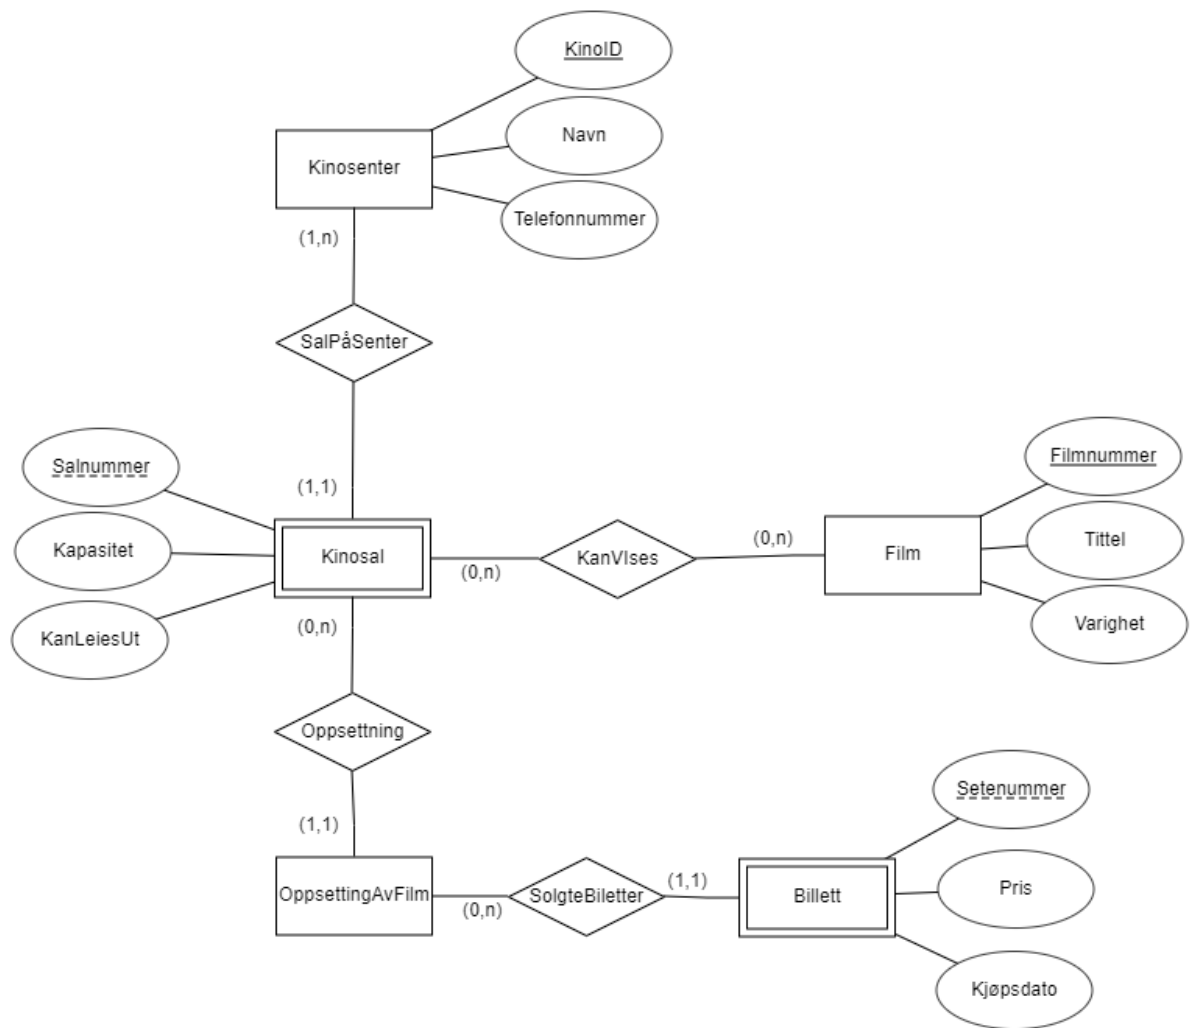 KinoID
Navn
Kinosenter
Telefonnummer
(1,n)
SalPåSenter
Filmnummer
Salnummer
(1,1)
Tittel
Kapasitet
Kinosal
KanVIses
Film
(0,n)
(0,n)
Varighet
KanLeiesUt
(0,n)
Oppsettning
Setenummer
(1,1)
(1,1)
Pris
OppsettingAvFilm
SolgteBiletter
Billett
(0,n)
Kjøpsdato